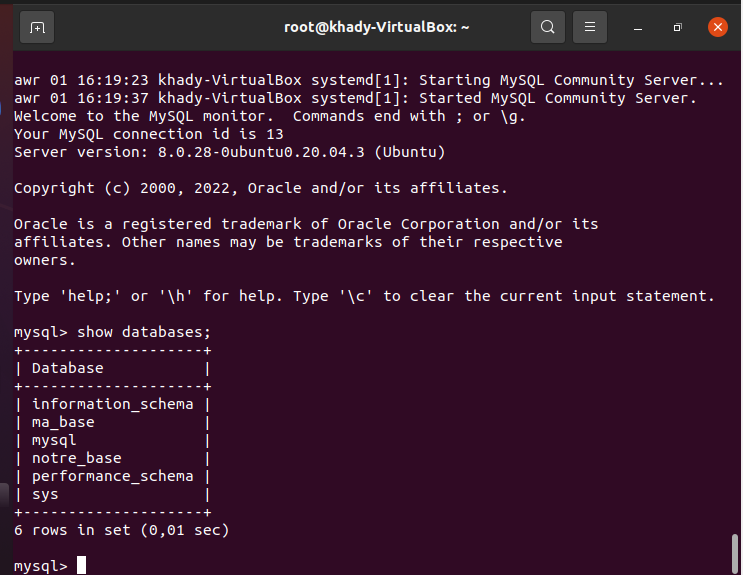 root@khady-VirtualBox: ~
awr 01 16:19:23 khady-VirtualBox systemd[1]: Starting MySQL Community Server...
awr 01 16:19:37 khady-VirtualBox systemd[1]: Started MySQL Community Server.
Welcome to the MySQL monitor.  Commands end with ; or \g.
Your MySQL connection id is 13
Server version: 8.0.28-0ubuntu0.20.04.3 (Ubuntu)

Copyright (c) 2000, 2022, Oracle and/or its affiliates.

Oracle is a registered trademark of Oracle Corporation and/or its
affiliates. Other names may be trademarks of their respective
owners.

Type 'help;' or '\h' for help. Type '\c' to clear the current input statement.

mysql> show databases;
+--------------------+
| Database           |
+--------------------+
| information_schema |
| ma_base            |
| mysql              |
| notre_base         |
| performance_schema |
| sys                |
+--------------------+
6 rows in set (0,01 sec)

mysql>